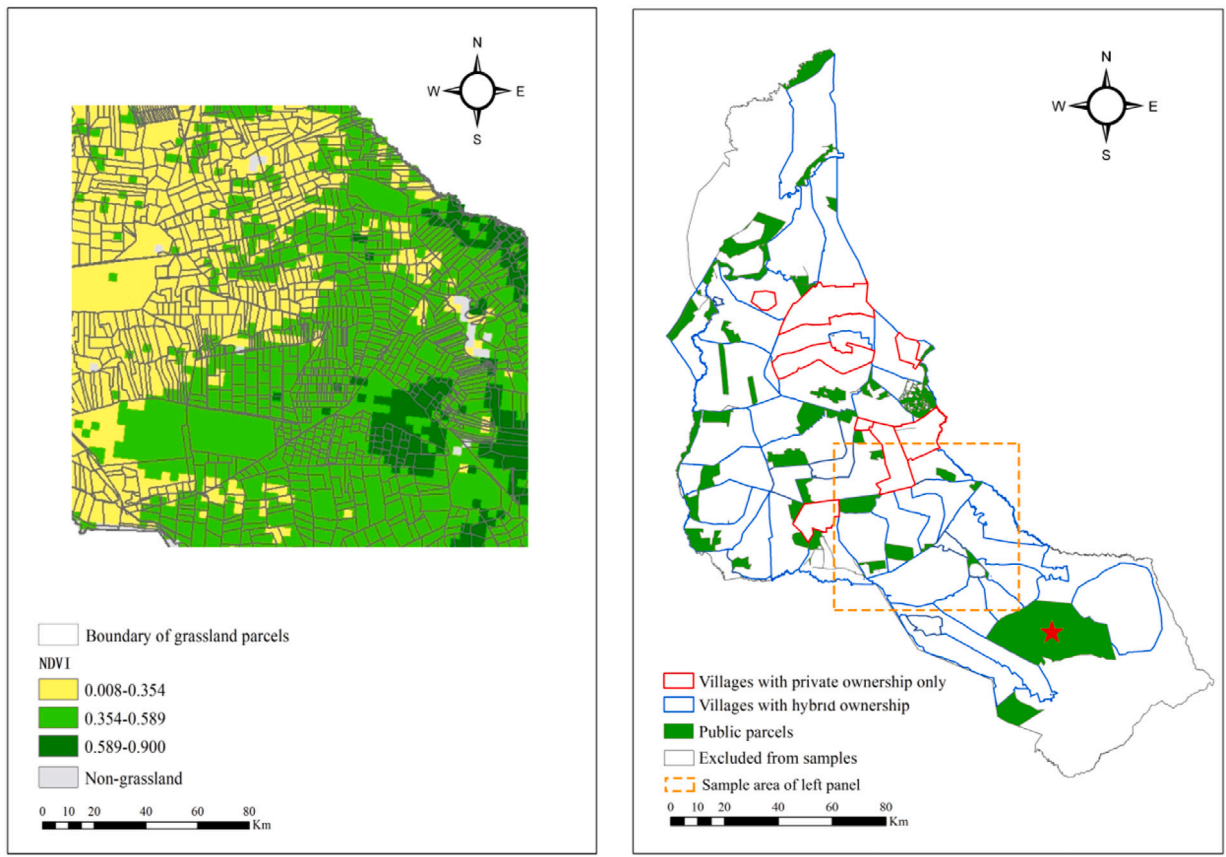 N
W E
S
Boundary of grassland parcels
NDVI
0.008-0.354
0.354-0.589
0.589-0.900
Non-grassland
0 10 20 40 60 80
Km
N
W E
S
Villages with private ownership only
Villages with hybrid ownership
Public parcels
Excluded from samples
Sample area of left panel
0 10 20 40 60 80
Km